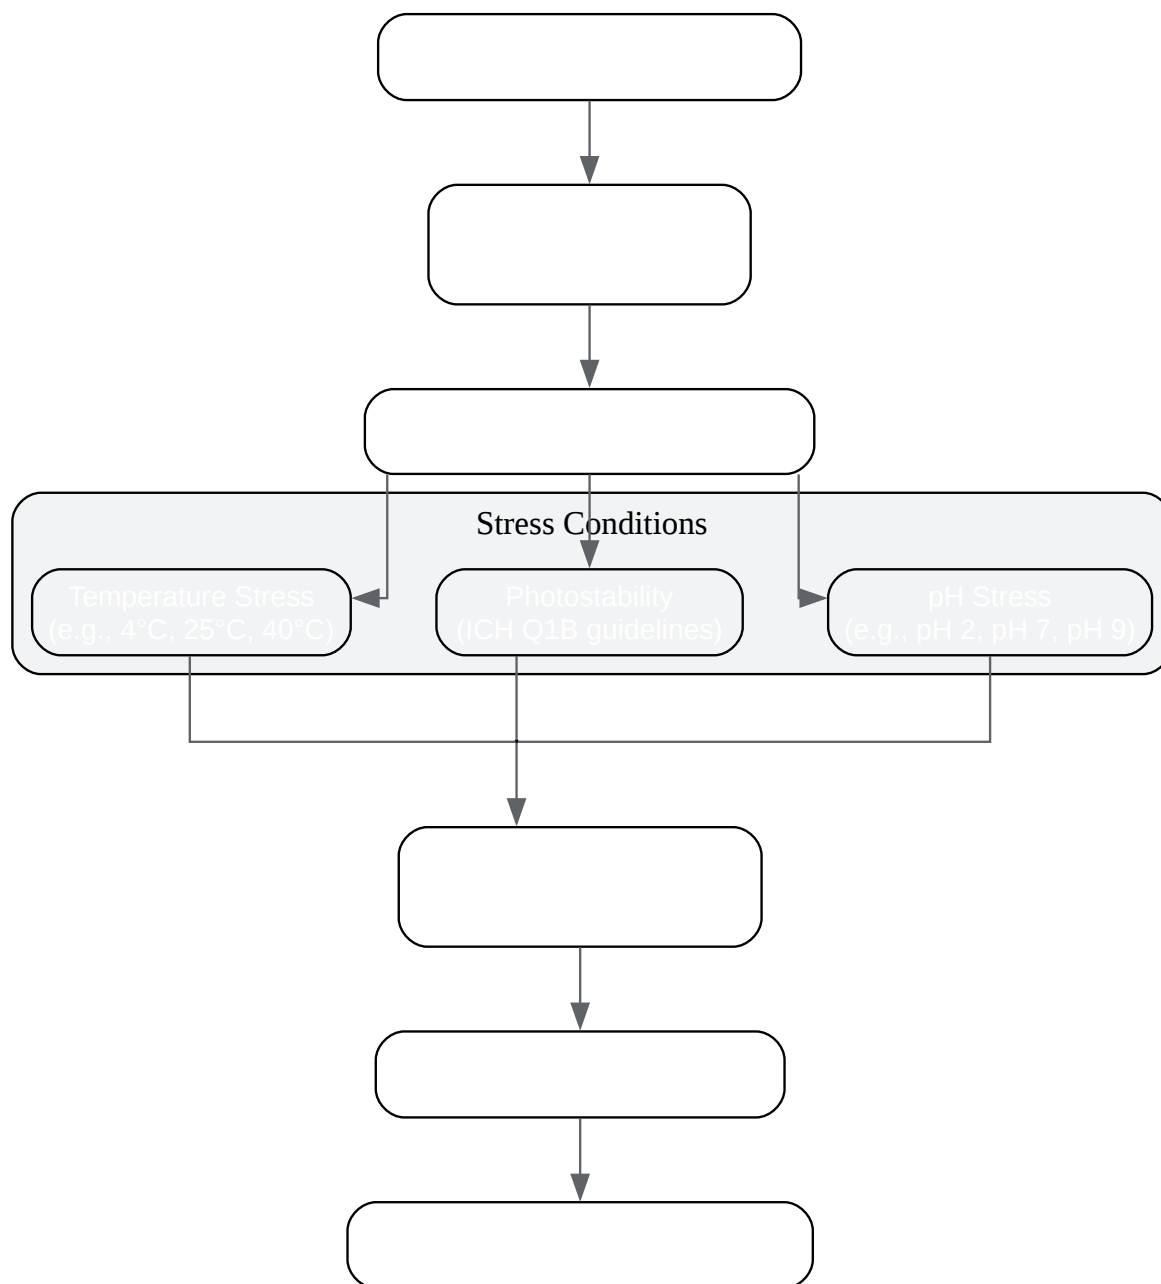 Stress Conditions
Temperature Stress
(e.g., 4°C, 25°C, 40°C)
Photostability
(ICH Q1B guidelines)
pH Stress
(e.g., pH 2, pH 7, pH 9)